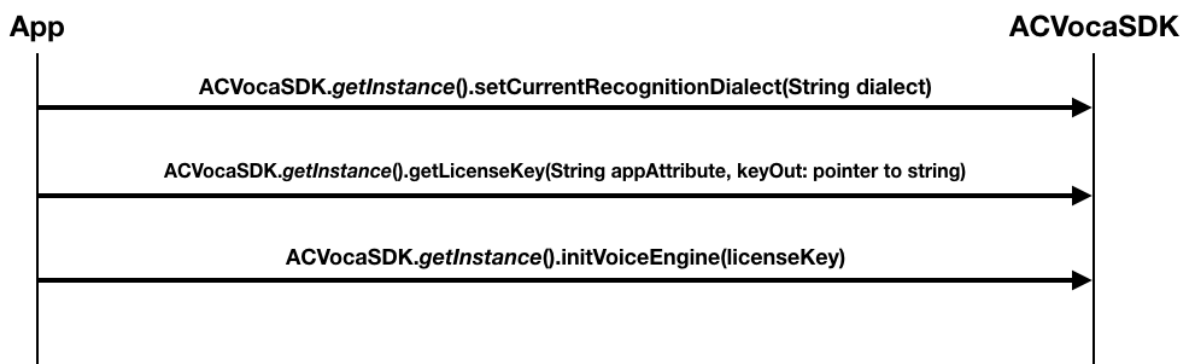 App
ACVocaSDK
ACVocaSDK.getInstance().setCurrentRecognitionDialect(String dialect)
ACVocaSDK.getInstance().getLicenseKey(String appAttribute, keyOut: pointer to string)
ACVocaSDK.getInstance().initVoiceEngine(licenseKey)